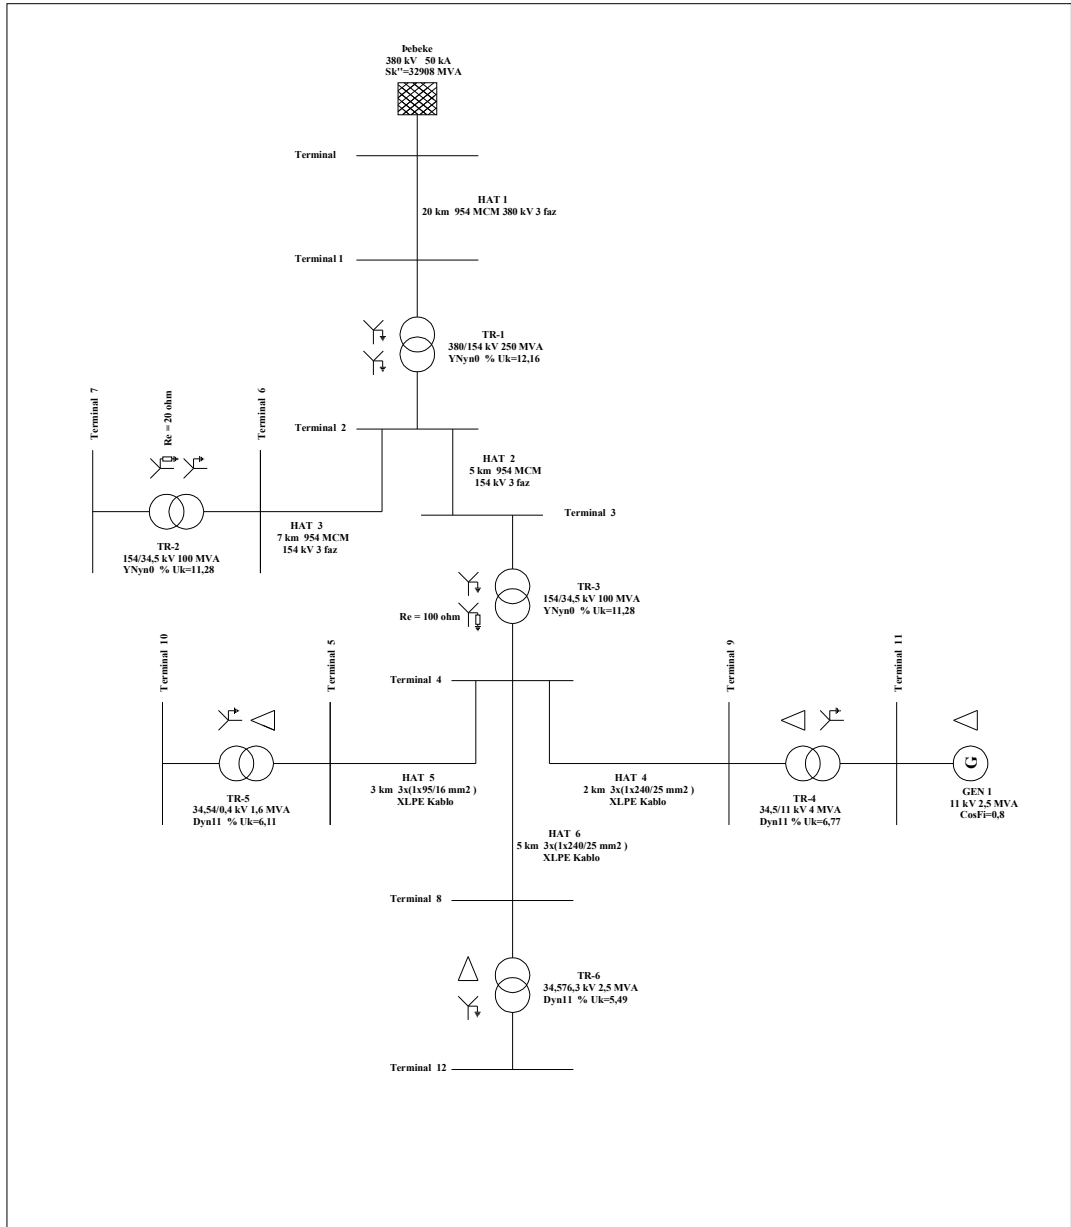 Þebeke
380 kV 50 kA
Sk''=32908 MVA
Terminal
HAT 1
20 km 954 MCM 380 kV 3 faz
Terminal 1
TR-1
380/154 kV 250 MVA
YNyn0 % Uk=12,16
Terminal 7
Re = 20 ohm
Terminal 6
Terminal 2
HAT 2
5 km 954 MCM
154 kV 3 faz
Terminal 3
HAT 3
7 km 954 MCM
154 kV 3 faz
TR-2
154/34,5 kV 100 MVA
YNyn0 % Uk=11,28
TR-3
154/34,5 kV 100 MVA
YNyn0 % Uk=11,28
Re = 100 ohm
Terminal 10
Terminal 5
Terminal 4
Terminal 9
Terminal 11
G
HAT 5
3 km 3x(1x95/16 mm2 )
XLPE Kablo
HAT 4
2 km 3x(1x240/25 mm2 )
XLPE Kablo
TR-5
34,54/0,4 kV 1,6 MVA
Dyn11 % Uk=6,11
TR-4
34,5/11 kV 4 MVA
Dyn11 % Uk=6,77
GEN 1
11 kV 2,5 MVA
CosFi=0,8
HAT 6
5 km 3x(1x240/25 mm2 )
XLPE Kablo
Terminal 8
TR-6
34,576,3 kV 2,5 MVA
Dyn11 % Uk=5,49
Terminal 12